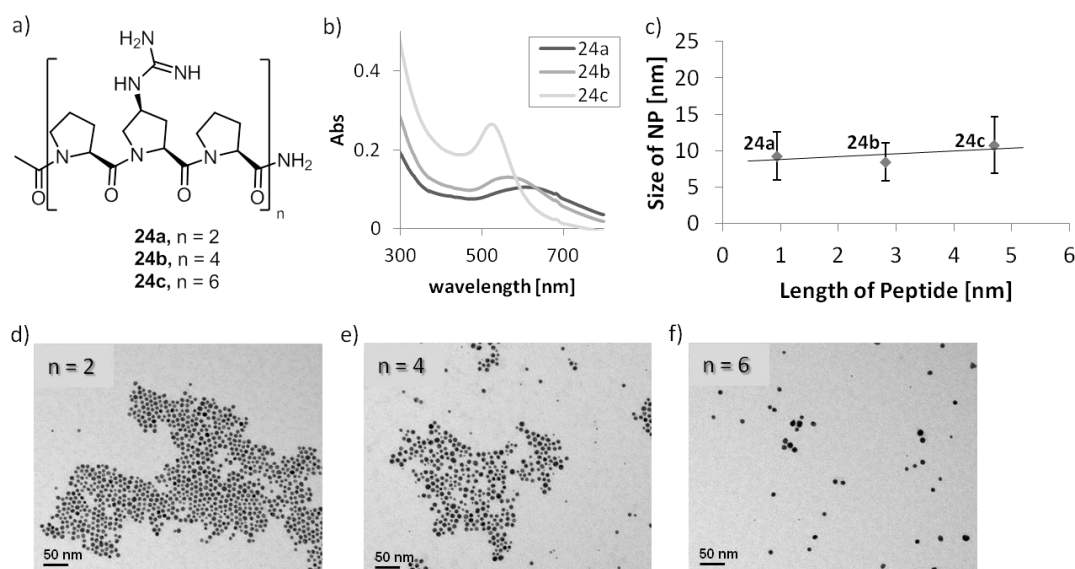 a)
H₂N
NH₂
NH
HN
N
N
N
O
O
O
O
NH₂
n
24a, n = 2
24b, n = 4
24c, n = 6
b)
24a
24b
24c
Abs
0.4
0.2
0
300
500
700
wavelength [nm]
c)
Size of NP [nm]
25
20
15
10
5
0
24a
24b
24c
0
1
2
3
4
5
6
Length of Peptide [nm]
d)
n = 2
50 nm
e)
n = 4
50 nm
f)
n = 6
50 nm